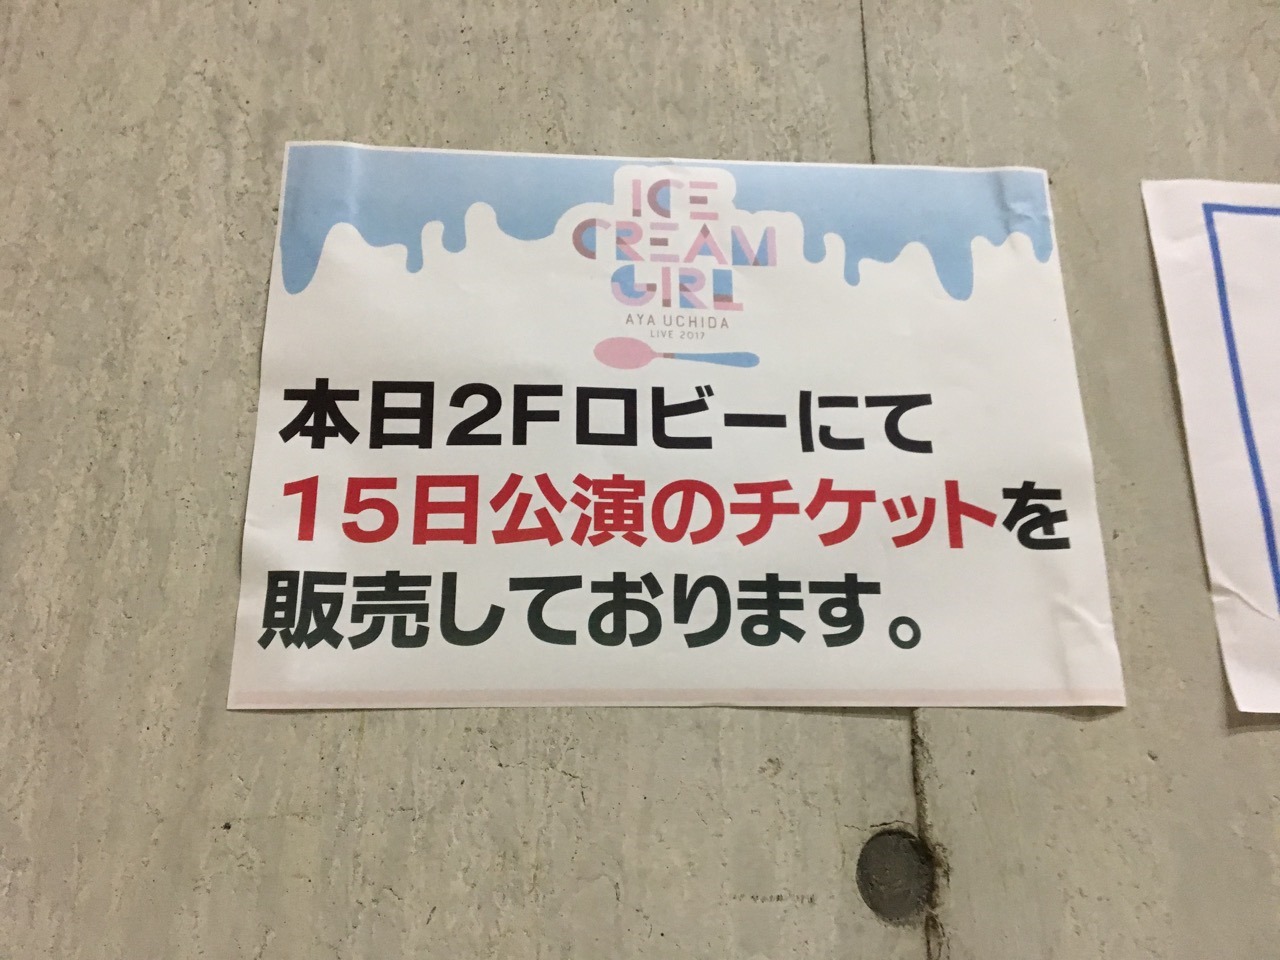 ICE
CREAM
GIRL
AYA UCHIDA
LIVE 2017
本日２Ｆロビーにて
１５日公演のチケットを
販売しております。